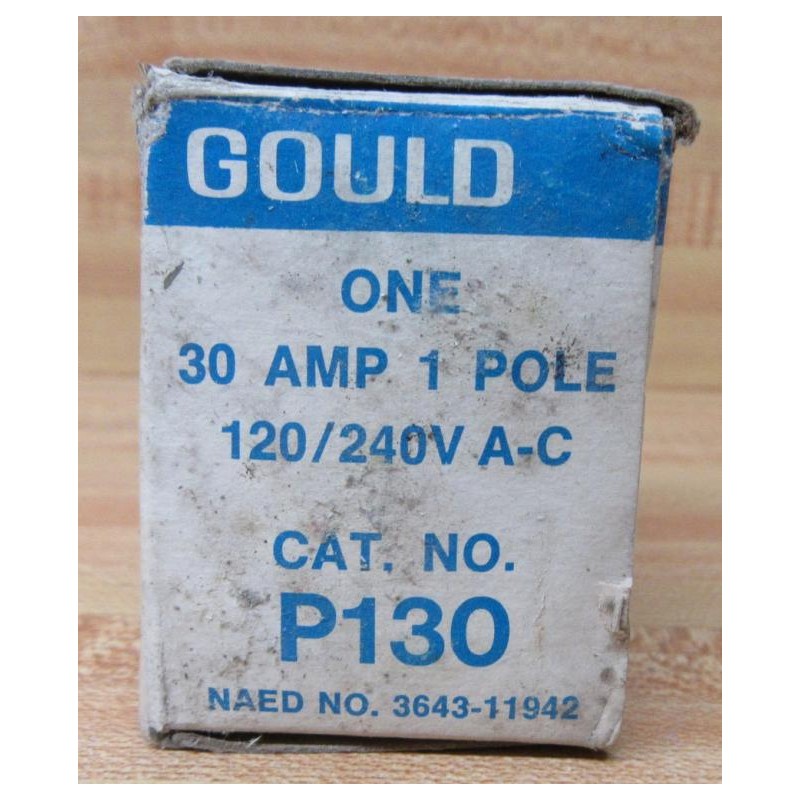 GOULD
ONE
30 AMP 1 POLE
120/240V A-C
CAT. NO.
P130
NAED NO. 3643-11942